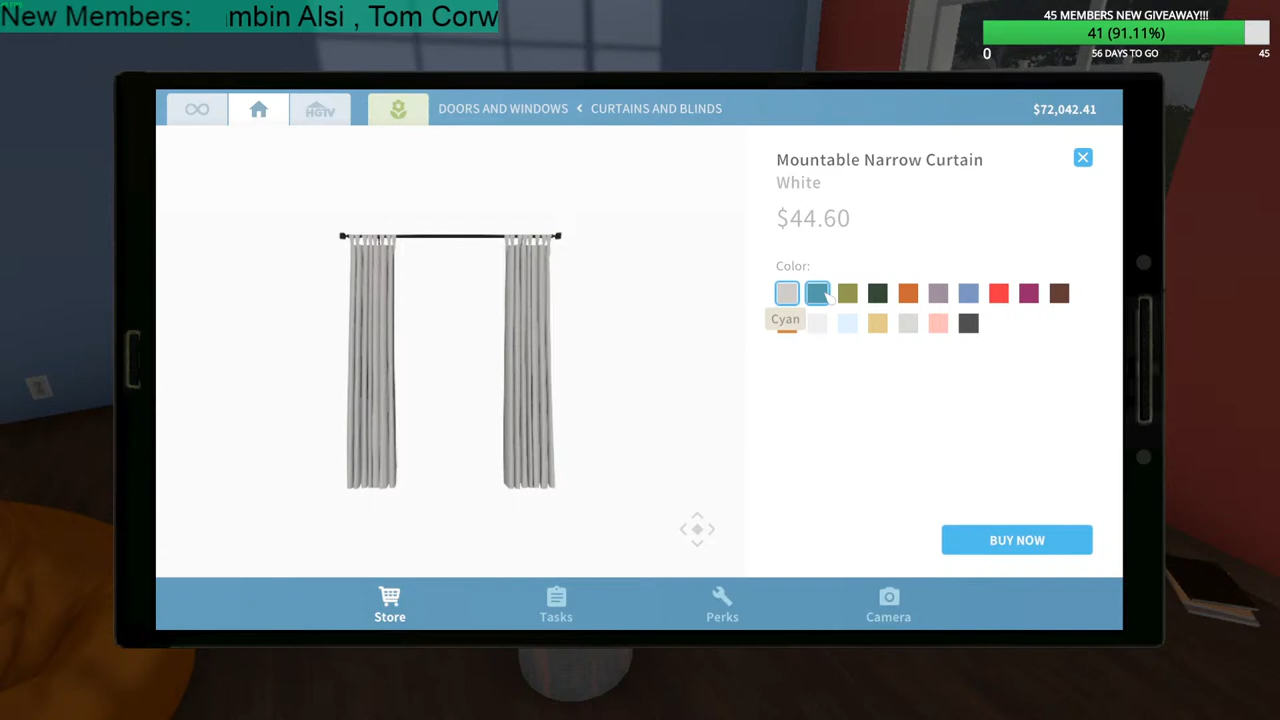 New Members: mbin Alsi , Tom Corw
45 MEMBERS NEW GIVEAWAY!!!
41 (91.11%)
0
56 DAYS TO GO
45
HGTV
DOORS AND WINDOWS < CURTAINS AND BLINDS
$72,042.41
Mountable Narrow Curtain
White
$44.60
Color:
Cyan
BUY NOW
Store
Tasks
Perks
Camera